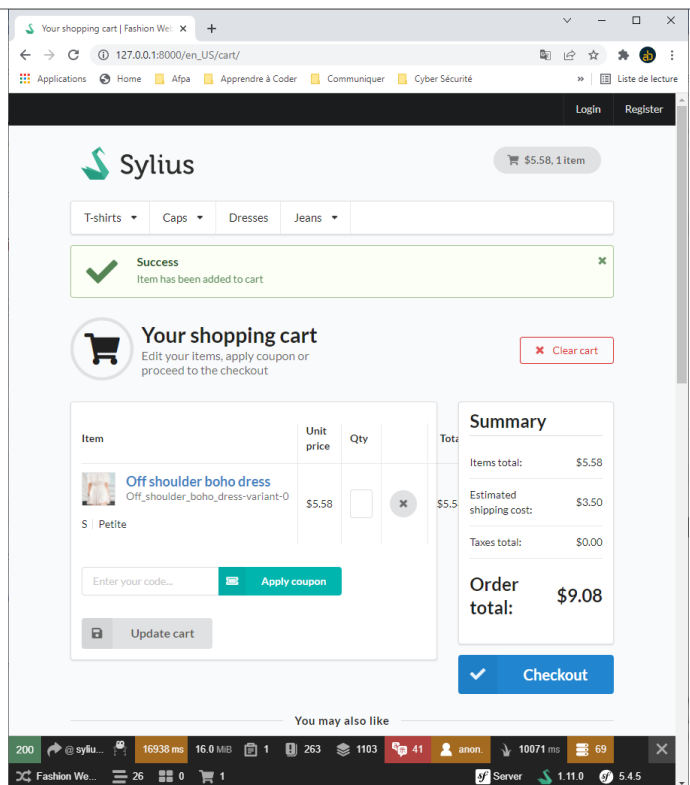 Your shopping cart | Fashion Wel
127.0.0.1:8000/en_US/cart/
ab
Applications Home Afpa Apprendre à Coder Communiquer Cyber Sécurité » Liste de lecture
Login Register
Sylius
$5.58, 1 item
T-shirts Caps Dresses Jeans
Success
Item has been added to cart
Your shopping cart
Edit your items, apply coupon or
proceed to the checkout
Clear cart
Item Unit price Qty Tota
Off shoulder boho dress
Off_shoulder_boho_dress-variant-0
$5.58 $5.5
S Petite
Enter your code... Apply coupon
Update cart
Summary
Items total: $5.58
Estimated
shipping cost: $3.50
Taxes total: $0.00
Order
total: $9.08
Checkout
You may also like
200 @ syliu... 16938 ms 16.0 MiB 1 263 1103 41 anon. 10071 ms 69
Fashion We... 26 0 1 Server 1.11.0 5.4.5